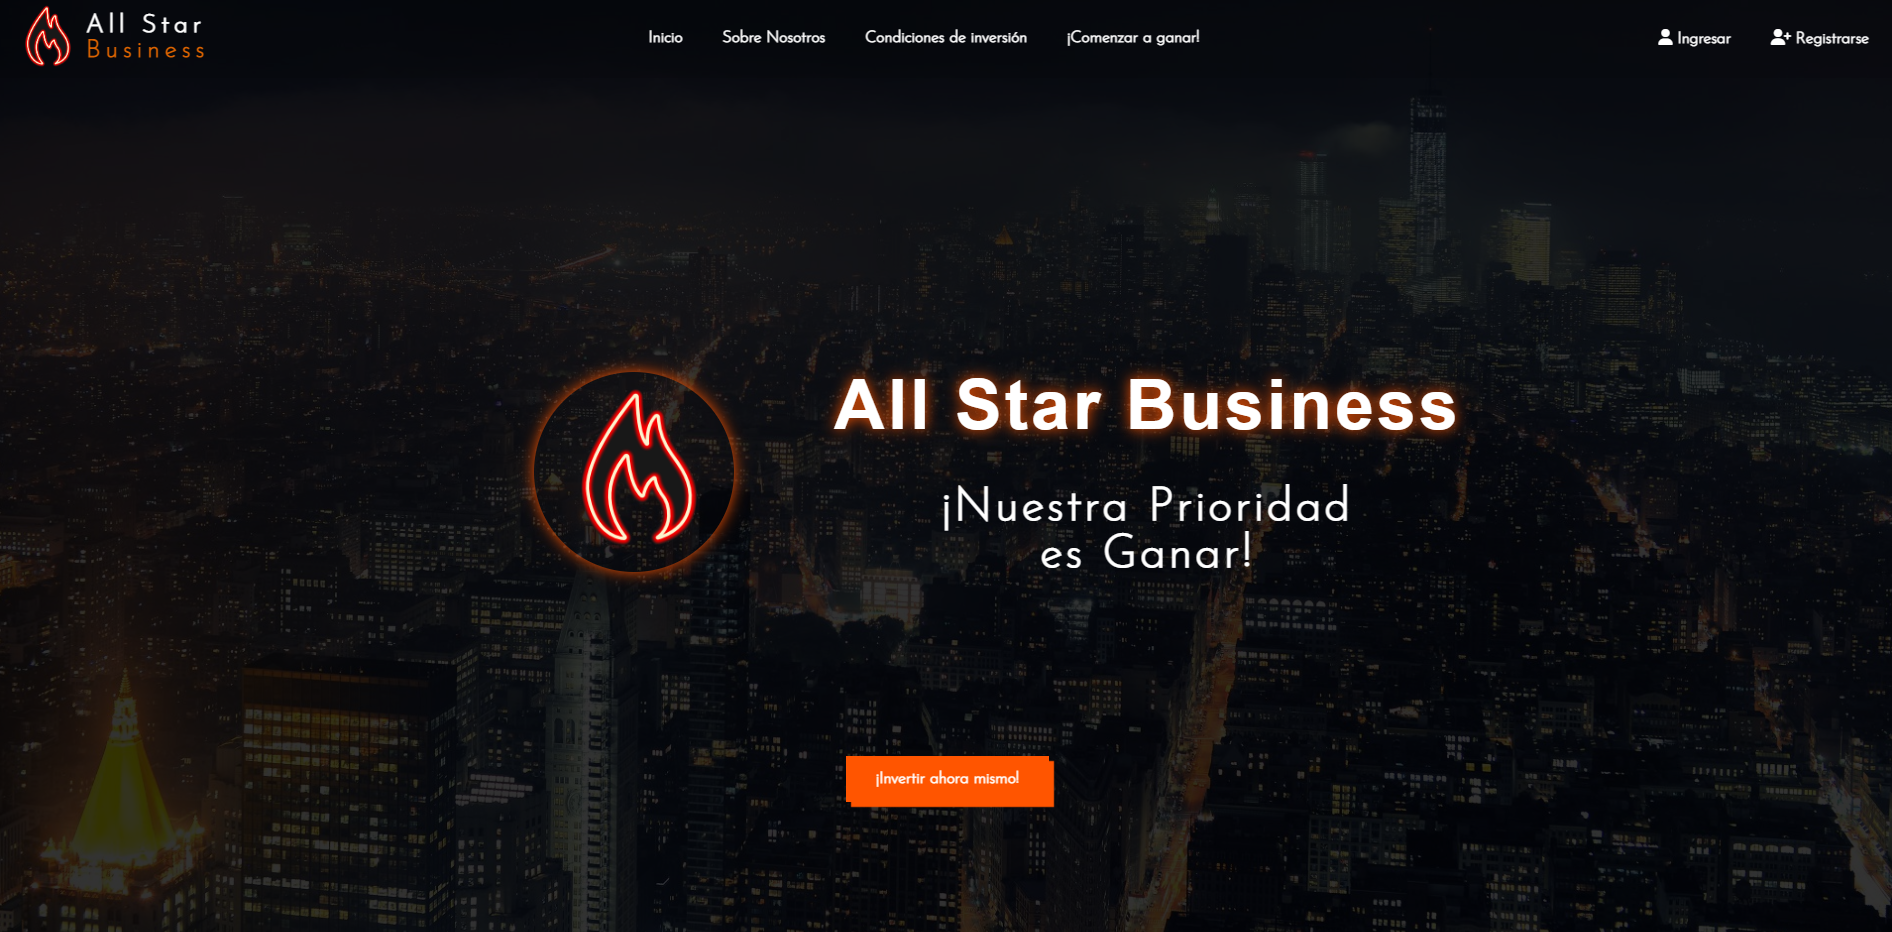 All Star
Business
Inicio
Sobre Nosotros
Condiciones de inversión
¡Comenzar a ganar!
Ingresar
Registrarse
All Star Business
¡Nuestra Prioridad
es Ganar!
¡Invertir ahora mismo!